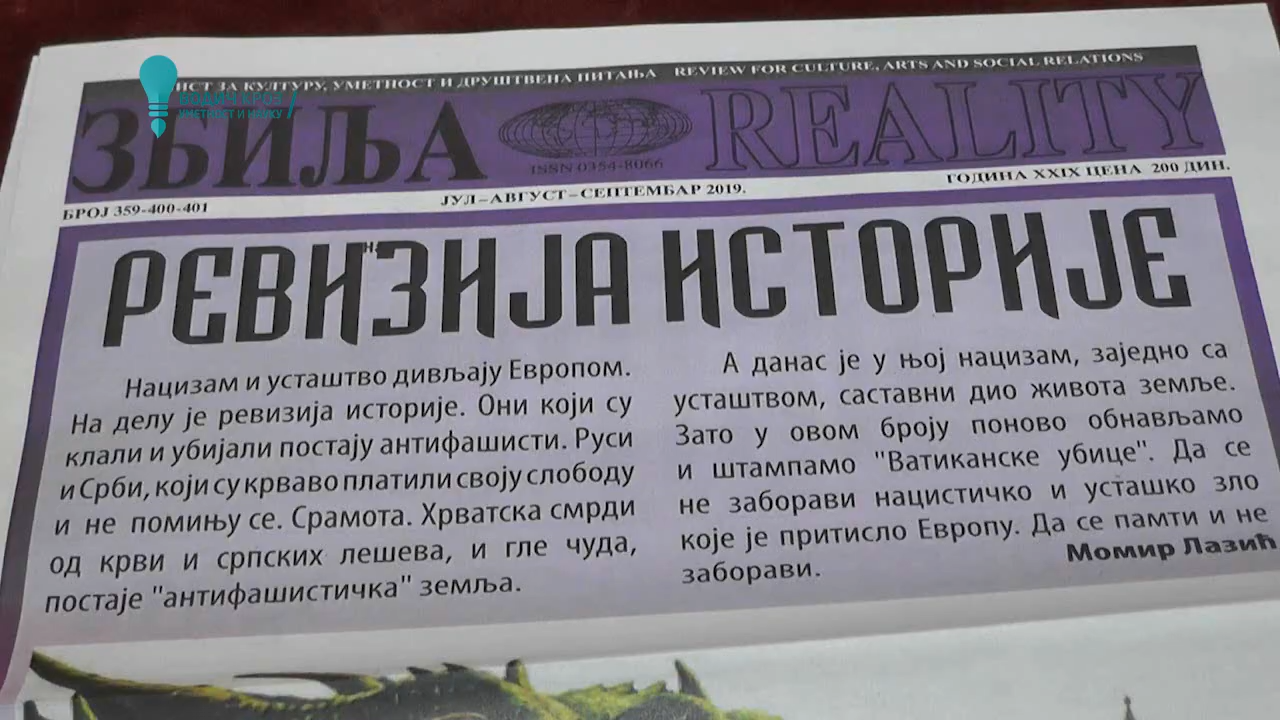 ЛИСТ ЗА КУЛТУРУ, УМЕТНОСТ И ДРУШТВЕНА ПИТАЊА REVIEW FOR CULTURE, ARTS AND SOCIAL RELATIONS
ВОДИЧ КРОЗ
УМЕТНОСТ И НАУКУ
ЗБИЉА REALITY
ISSN 0354-8066
БРОЈ 359-400-401 ЈУЛ–АВГУСТ–СЕПТЕМБАР 2019. ГОДИНА XXIX ЦЕНА 200 ДИН.
РЕВИЗИЈА ИСТОРИЈЕ
Нацизам и усташтво дивљају Европом.
На делу је ревизија историје. Они који су
клали и убијали постају антифашисти. Руси
и Срби, који су крваво платили своју слободу
и не помињу се. Срамота. Хрватска смрди
од крви и српских лешева, и гле чуда,
постаје "антифашистичка" земља.
А данас је у њој нацизам, заједно са
усташтвом, саставни дио живота земље.
Зато у овом броју поново обнављамо
и штампамо "Ватиканске убице". Да се
не заборави нацистичко и усташко зло
које је притисло Европу. Да се памти и не
заборави.
Момир Лазић